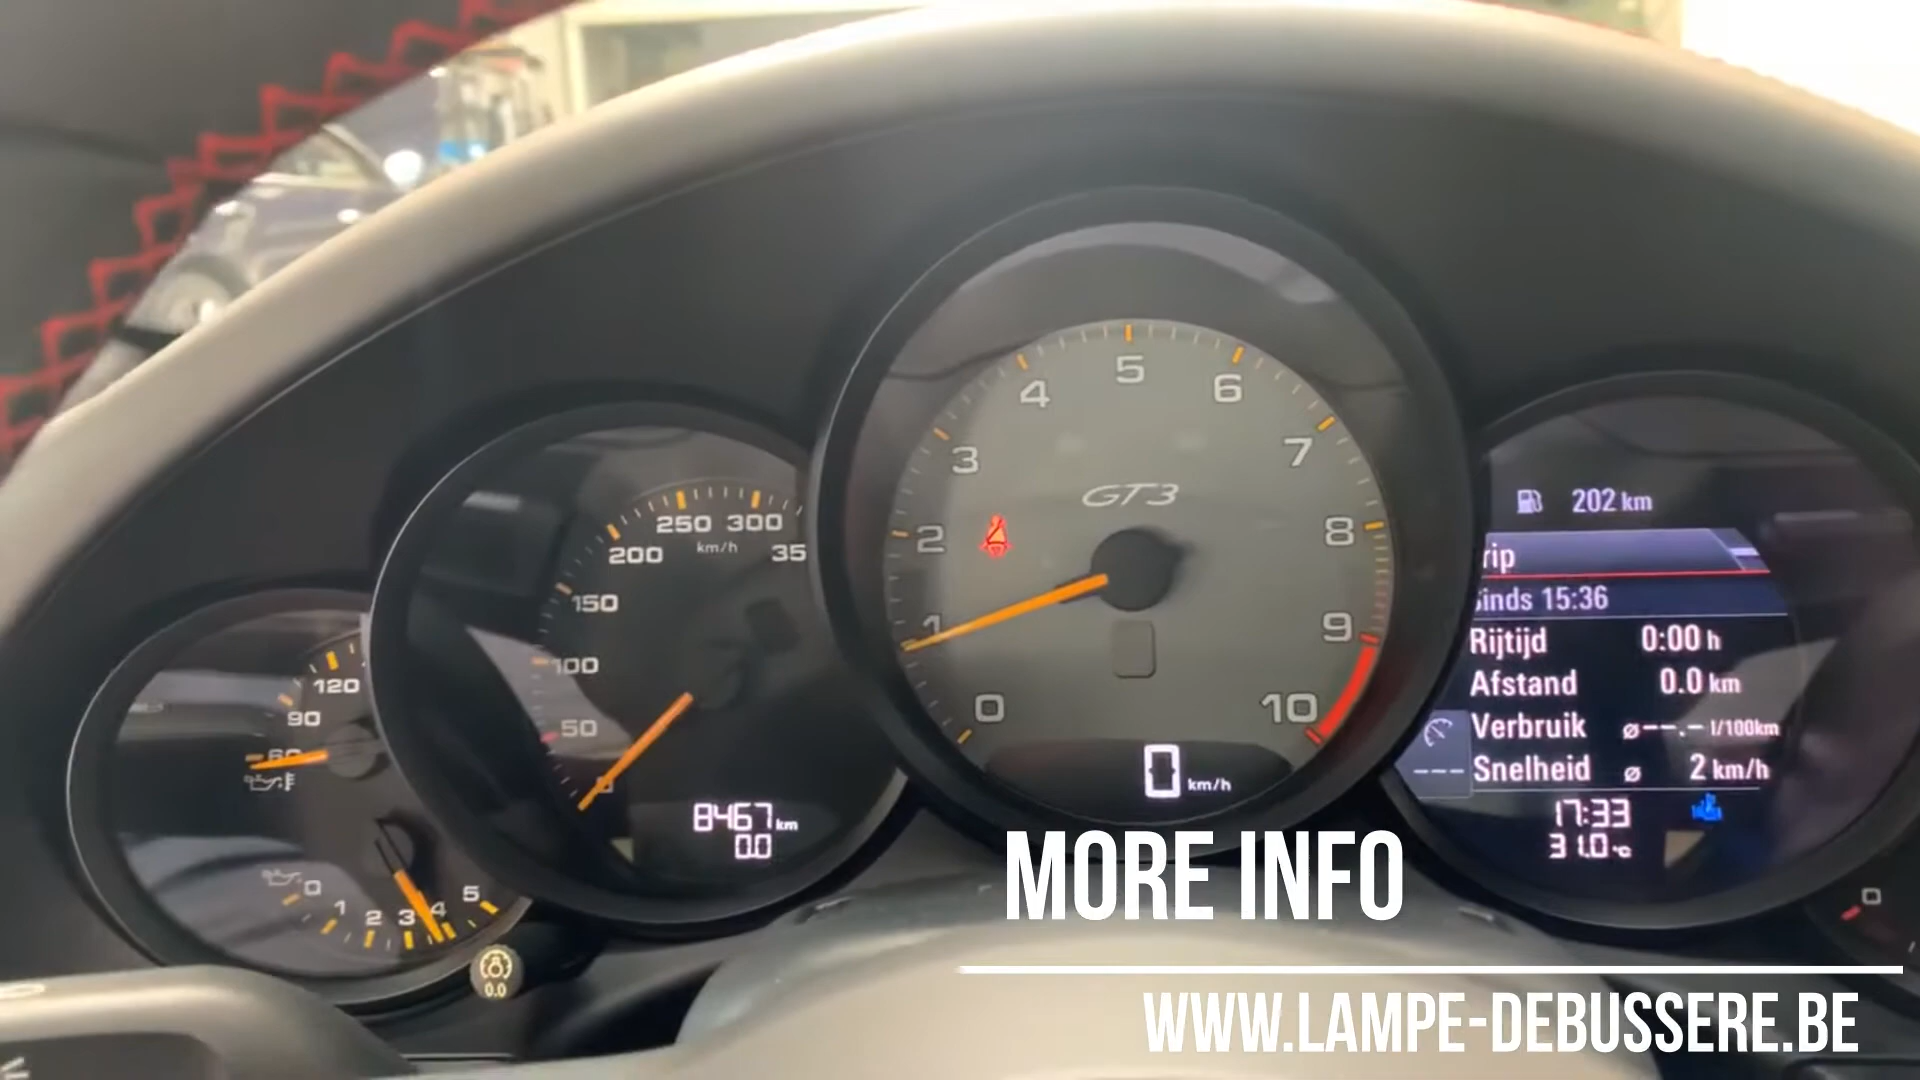 5
4
6
3
7
GT3
2
8
1
9
0
10
0 km/h
250 300
km/h
200
35
150
100
50
0
8467 km
0.0
120
90
60
0
1
2
3
4
5
0.0
202 km
rip
Sinds 15:36
Rijtijd 0:00 h
Afstand 0.0 km
Verbruik ø--.- l/100km
Snelheid ø 2 km/h
---
17:33
31.0 °C
MORE INFO
WWW.LAMPE-DEBUSSERE.BE